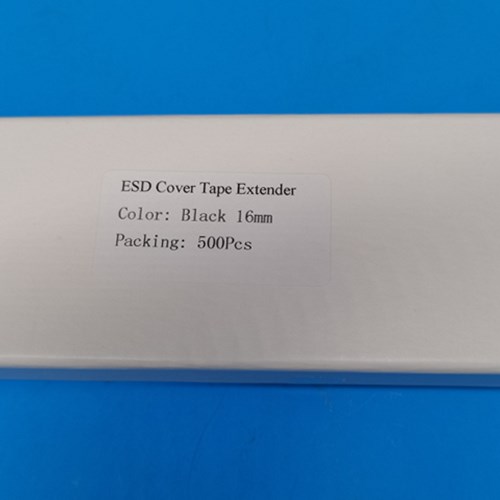 ESD Cover Tape Extender
Color: Black 16mm
Packing: 500Pcs